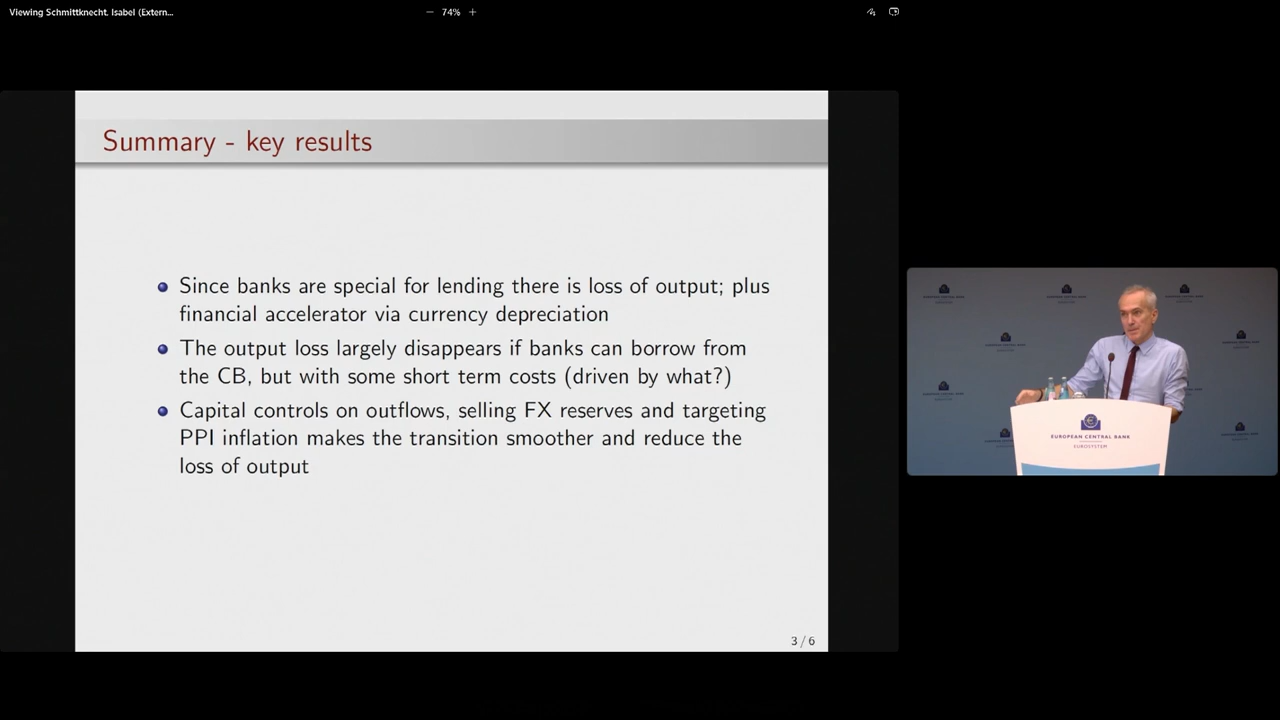 Viewing Schmittknecht. Isabel (Extern...
74%
Summary - key results
Since banks are special for lending there is loss of output; plus
financial accelerator via currency depreciation
The output loss largely disappears if banks can borrow from
the CB, but with some short term costs (driven by what?)
Capital controls on outflows, selling FX reserves and targeting
PPI inflation makes the transition smoother and reduce the
loss of output
3 / 6
EUROPEAN CENTRAL BANK
EUROSYSTEM